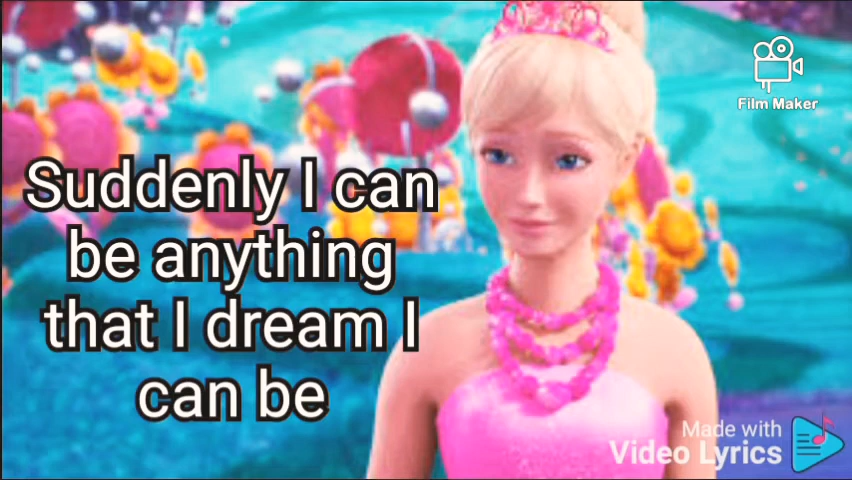 Film Maker
Suddenly I can
be anything
that I dream I
can be
Made with
Video Lyrics